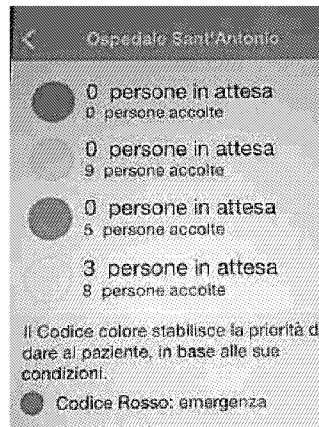 Ospedale Sant'Antonio
0 persone in attesa
0 persone accolte
0 persone in attesa
9 persone accolte
0 persone in attesa
5 persone accolte
3 persone in attesa
8 persone accolte
Il Codice colore stabilisce la priorità d
dare al paziente, in base alle sue
condizioni.
Codice Rosso: emergenza